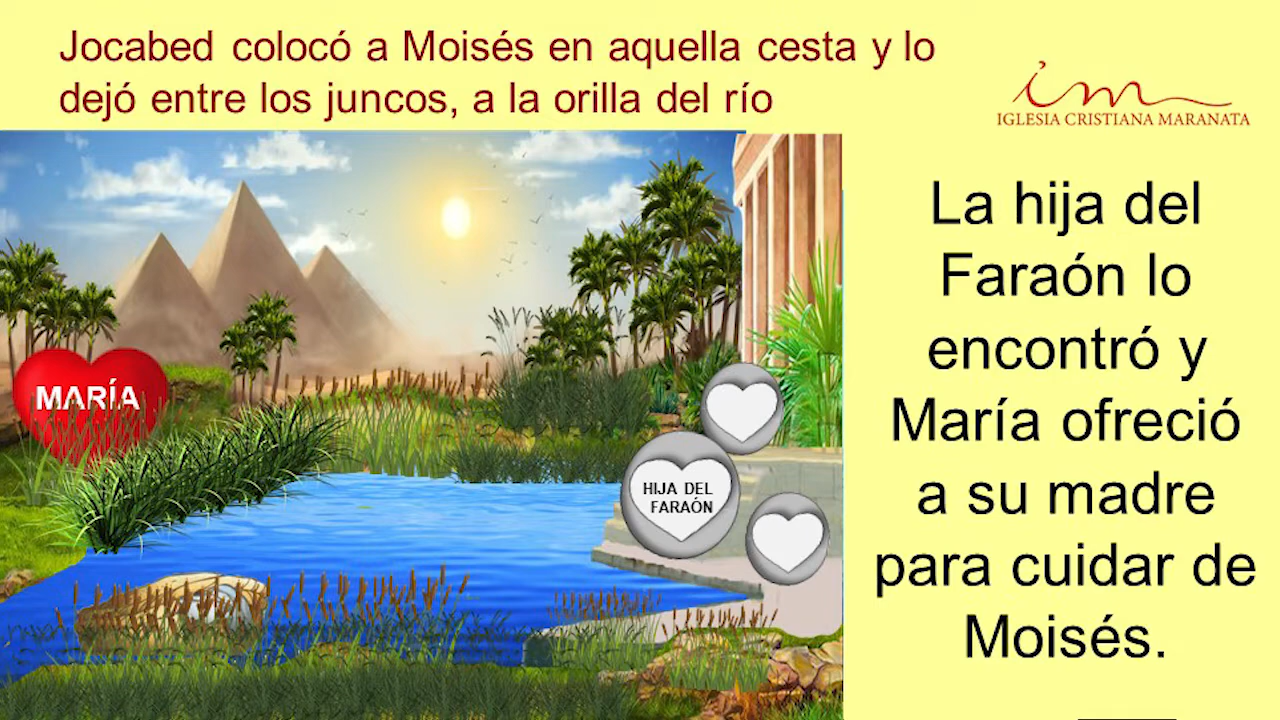 Jocabed colocó a Moisés en aquella cesta y lo
dejó entre los juncos, a la orilla del río
im
IGLESIA CRISTIANA MARANATA
La hija del
Faraón lo
encontró y
María ofreció
a su madre
para cuidar de
Moisés.
MARÍA
HIJA DEL
FARAÓN